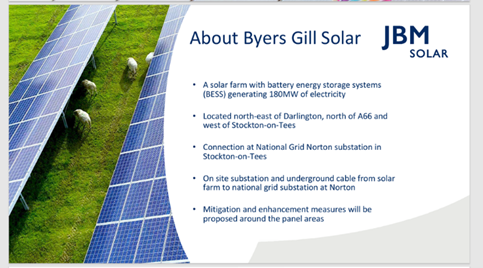 About Byers Gill Solar
JBM
SOLAR
• A solar farm with battery energy storage systems
(BESS) generating 180MW of electricity
• Located north-east of Darlington, north of A66 and
west of Stockton-on-Tees
• Connection at National Grid Norton substation in
Stockton-on-Tees
• On site substation and underground cable from solar
farm to national grid substation at Norton
• Mitigation and enhancement measures will be
proposed around the panel areas